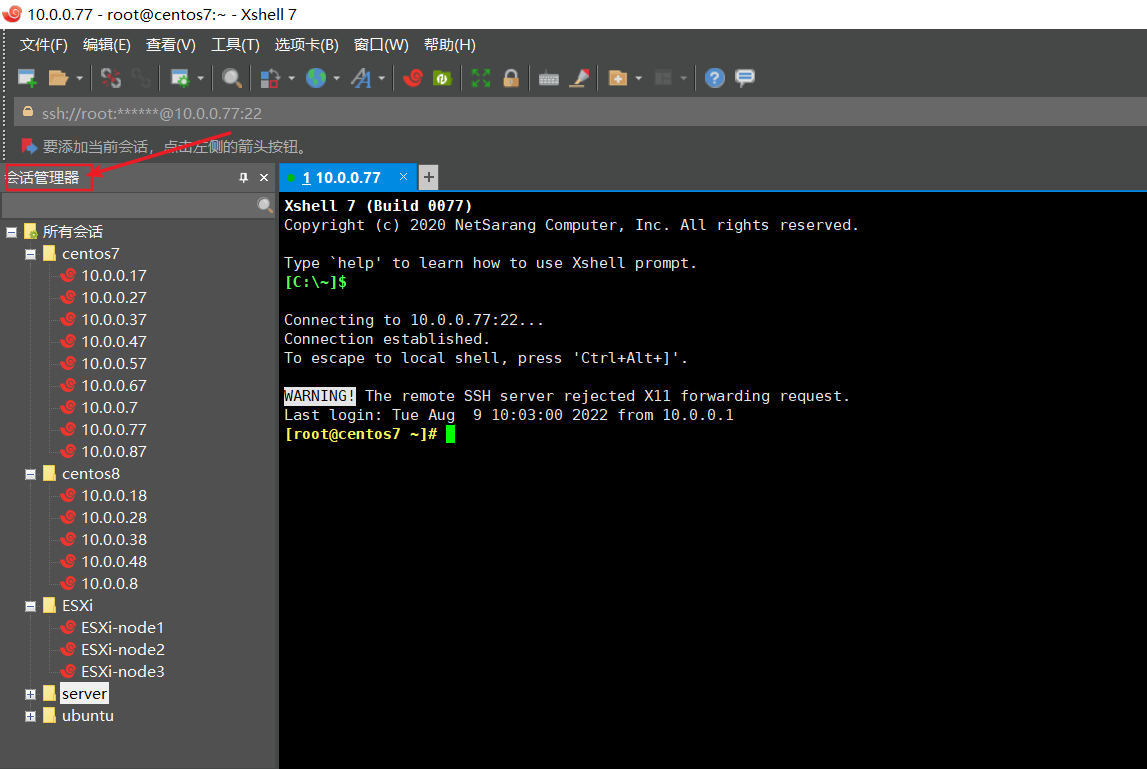 10.0.0.77 - root@centos7:~ - Xshell 7
文件(F) 编辑(E) 查看(V) 工具(T) 选项卡(B) 窗口(W) 帮助(H)
ssh://root:******@10.0.0.77:22
要添加当前会话，点击左侧的箭头按钮。
会话管理器
1 10.0.0.77
所有会话
centos7
10.0.0.17
10.0.0.27
10.0.0.37
10.0.0.47
10.0.0.57
10.0.0.67
10.0.0.7
10.0.0.77
10.0.0.87
centos8
10.0.0.18
10.0.0.28
10.0.0.38
10.0.0.48
10.0.0.8
ESXi
ESXi-node1
ESXi-node2
ESXi-node3
server
ubuntu
Xshell 7 (Build 0077)
Copyright (c) 2020 NetSarang Computer, Inc. All rights reserved.
Type `help' to learn how to use Xshell prompt.
[C:\~]$
Connecting to 10.0.0.77:22...
Connection established.
To escape to local shell, press 'Ctrl+Alt+]'.
WARNING! The remote SSH server rejected X11 forwarding request.
Last login: Tue Aug  9 10:03:00 2022 from 10.0.0.1
[root@centos7 ~]#